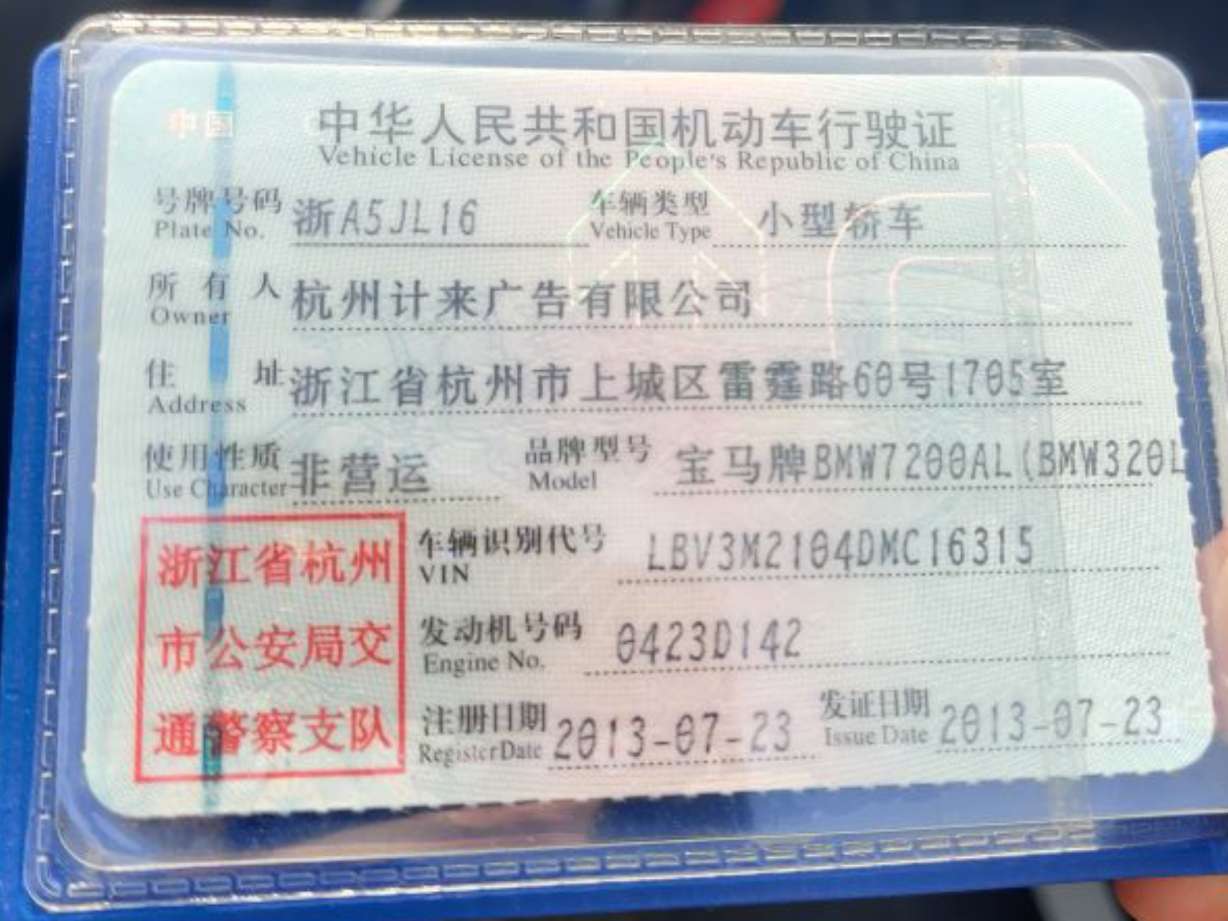 中国
中华人民共和国机动车行驶证
Vehicle License of the People's Republic of China
号牌号码 浙A5JL16 车辆类型 小型轿车
Plate No. Vehicle Type
所有人 杭州计来广告有限公司
Owner
住址 浙江省杭州市上城区雷霆路60号1705室
Address
使用性质 非营运 品牌型号 宝马牌BMW7200AL(BMW320L
Use Character Model
浙江省杭州
市公安局交
通警察支队
车辆识别代号 LBV3M2104DMC16315
VIN
发动机号码 0423D142
Engine No.
注册日期 2013-07-23 发证日期 2013-07-23
Register Date Issue Date